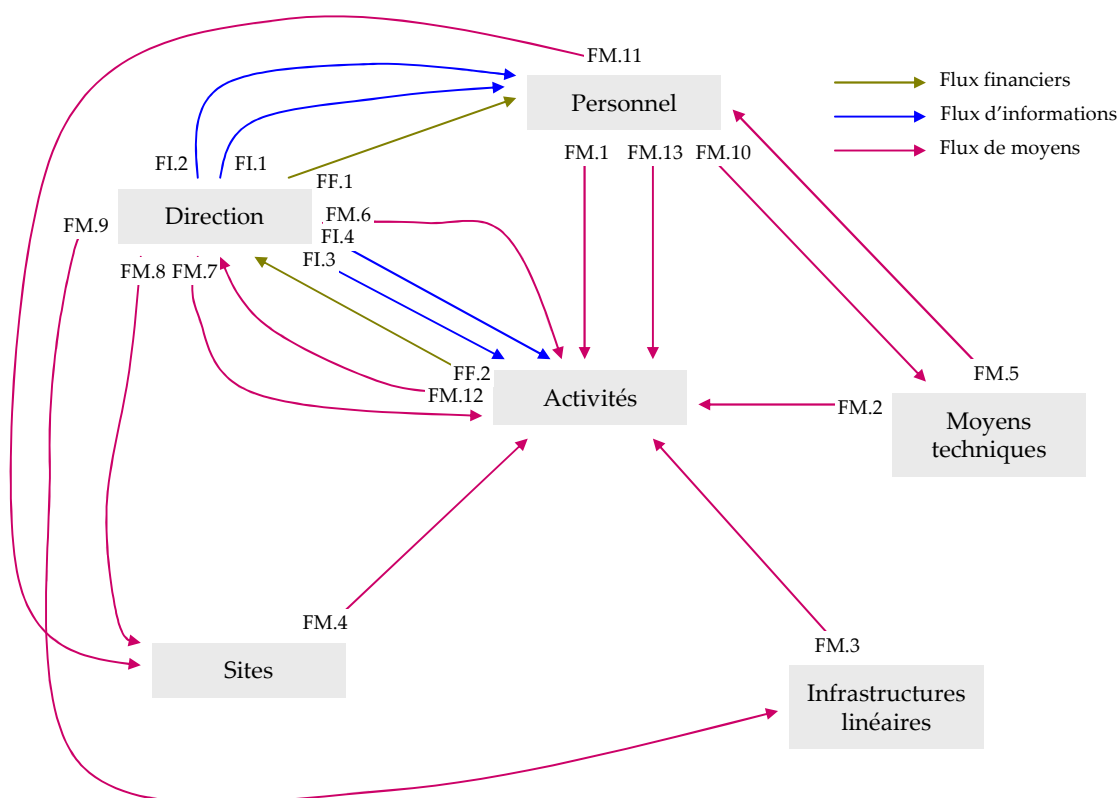 FM.11
Flux financiers
Personnel
Flux d'informations
FM.1
FM.13
FM.10
Flux de moyens
FI.2
FI.1
FF.1
Direction
FM.9
FM.6
FI.4
FI.3
FM.8
FM.7
FF.2
FM.12
Activités
FM.5
FM.2
Moyens
techniques
FM.4
FM.3
Sites
Infrastructures
linéaires